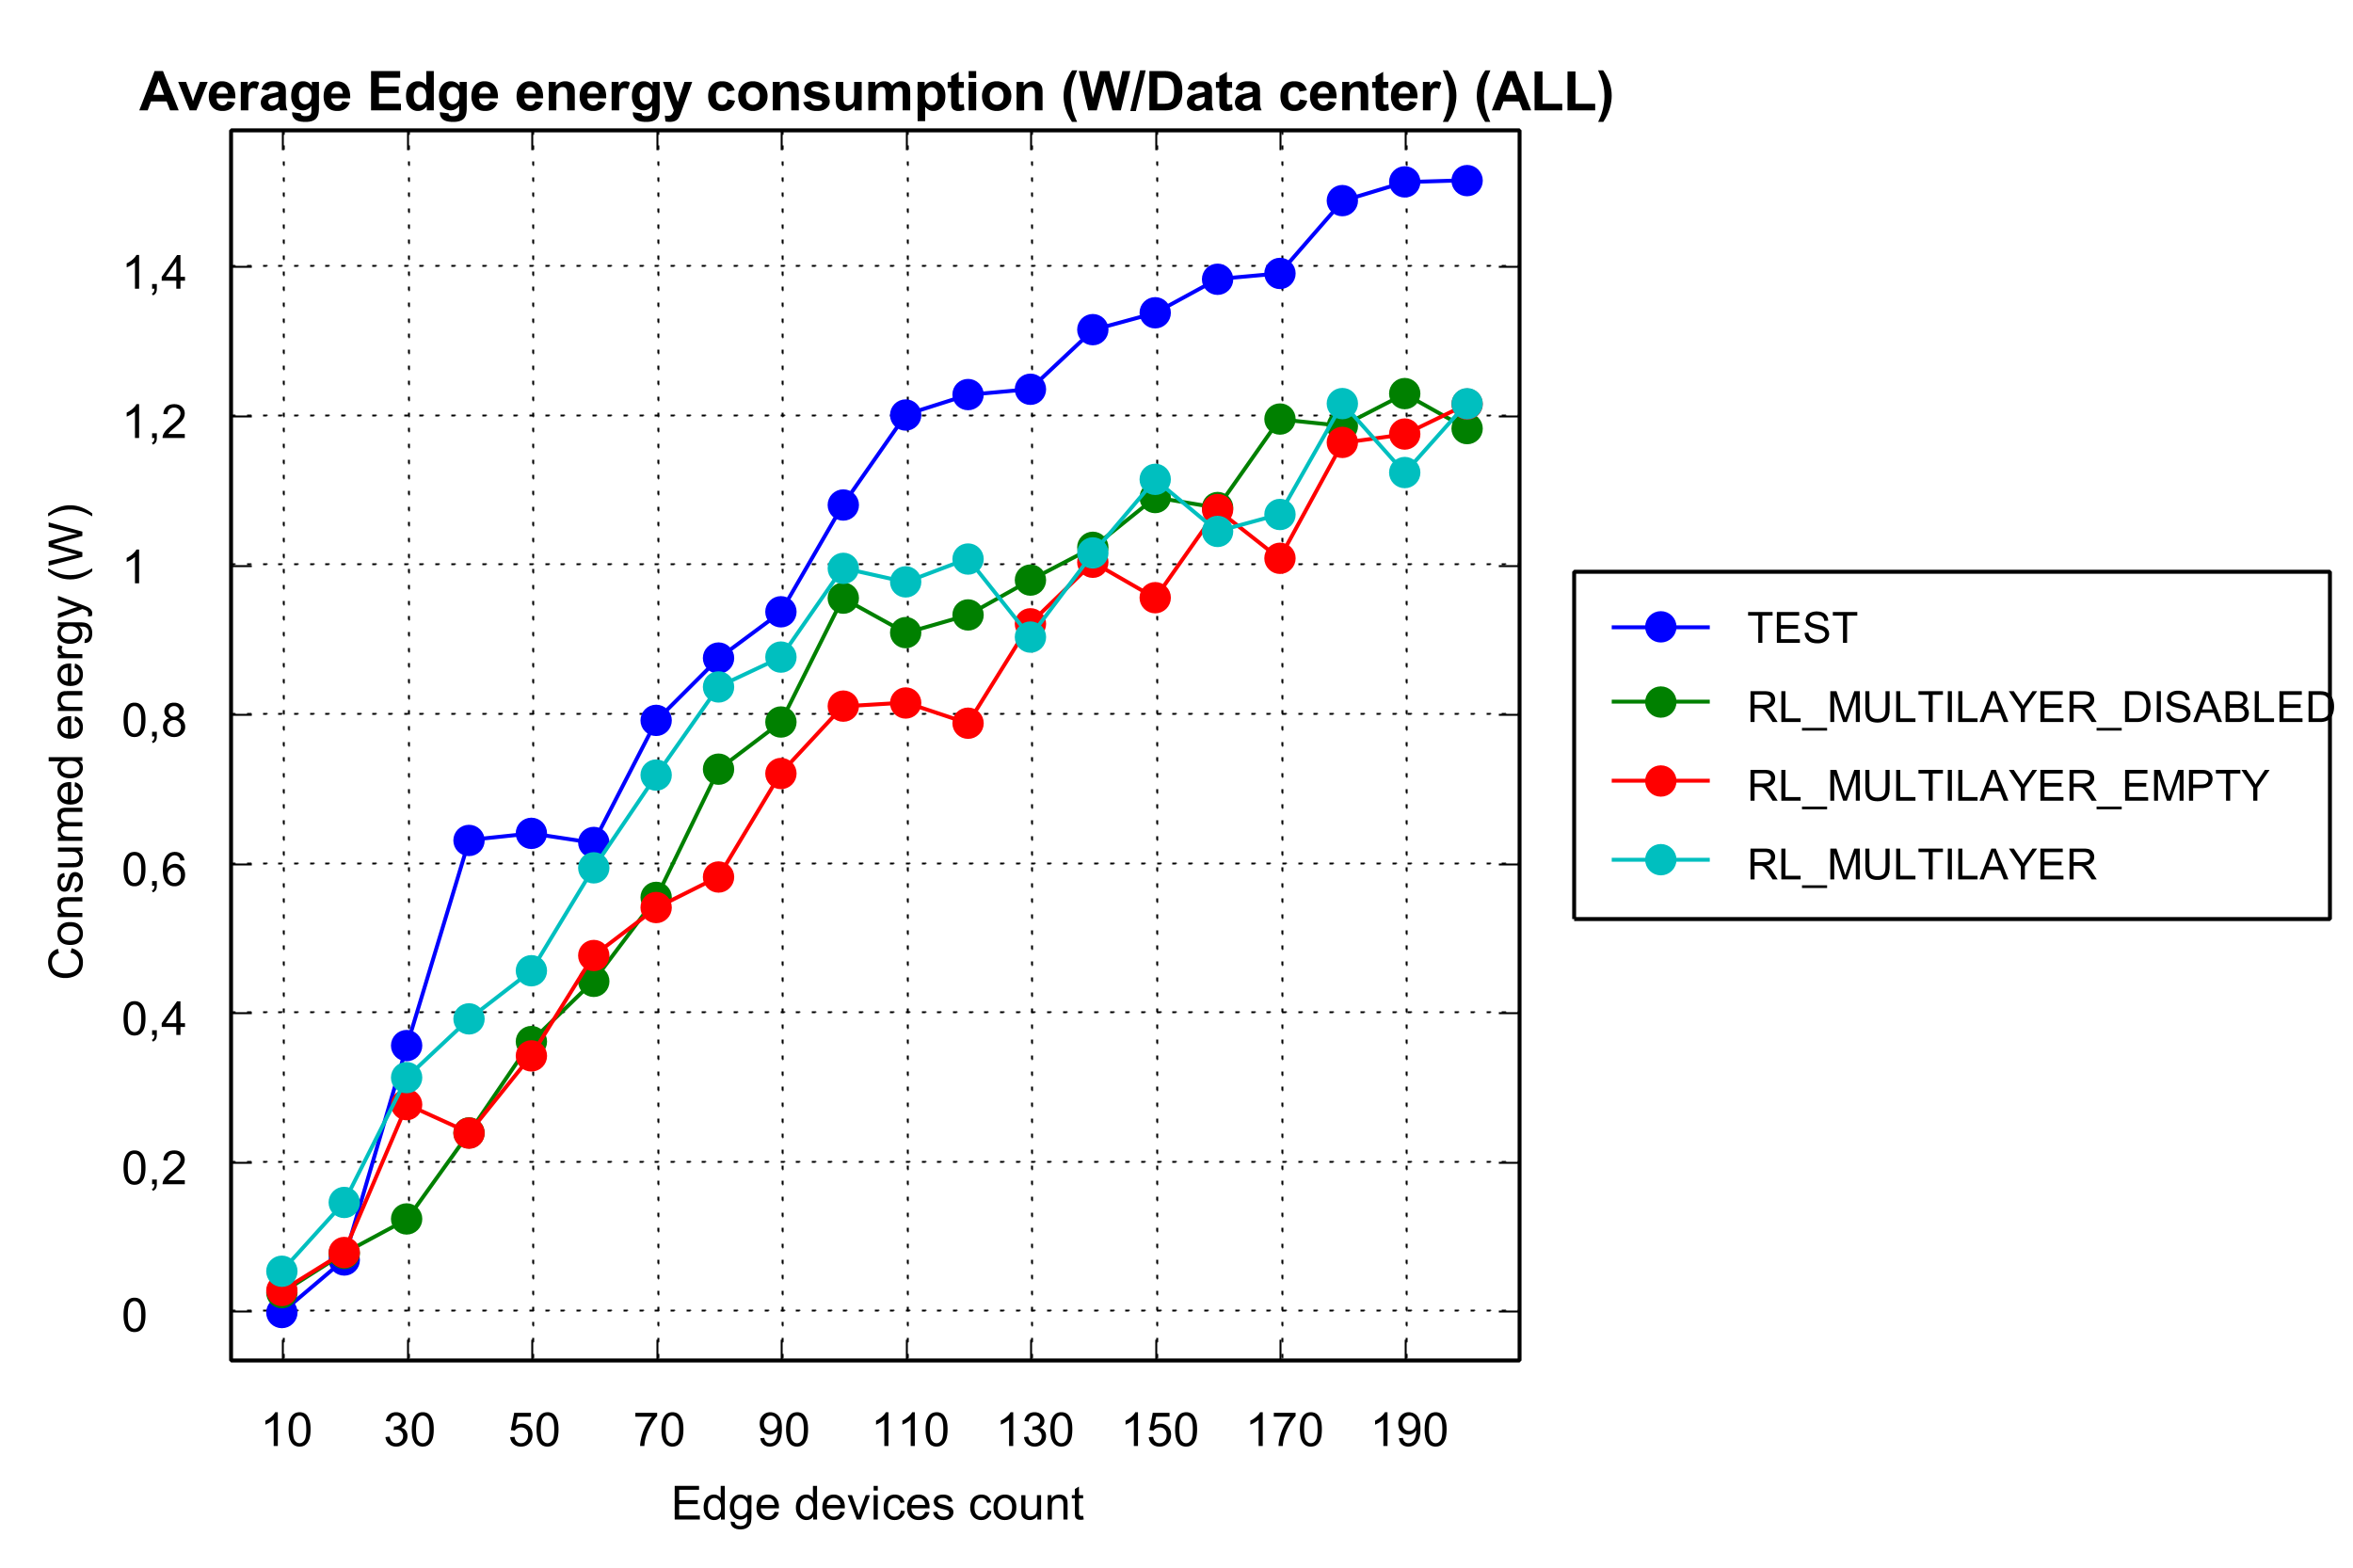 Average Edge energy consumption (W/Data center) (ALL)
Consumed energy (W)
1,4
1,2
1
0,8
0,6
0,4
0,2
0
10 30 50 70 90 110 130 150 170 190
Edge devices count
TEST
RL_MULTILAYER_DISABLED
RL_MULTILAYER_EMPTY
RL_MULTILAYER